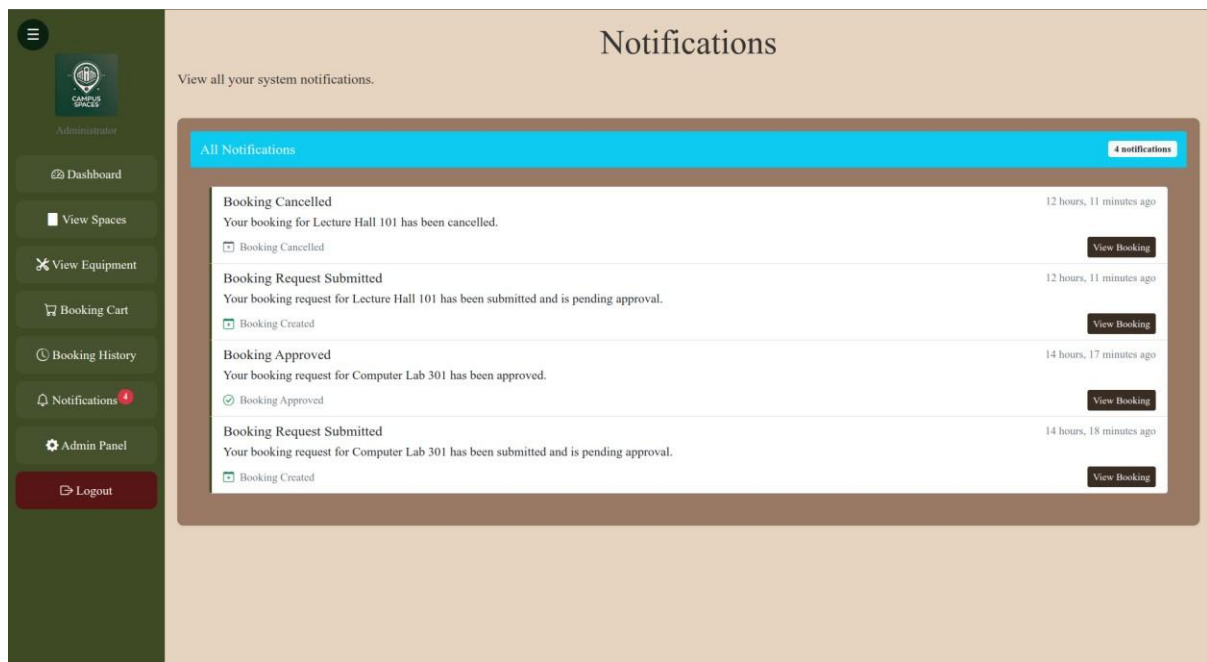 ☰
CAMPUS
SPACES
Administrator
Dashboard
View Spaces
View Equipment
Booking Cart
Booking History
Notifications 4
Admin Panel
Logout
Notifications
View all your system notifications.
All Notifications 4 notifications
Booking Cancelled 12 hours, 11 minutes ago
Your booking for Lecture Hall 101 has been cancelled.
Booking Cancelled View Booking
Booking Request Submitted 12 hours, 11 minutes ago
Your booking request for Lecture Hall 101 has been submitted and is pending approval.
Booking Created View Booking
Booking Approved 14 hours, 17 minutes ago
Your booking request for Computer Lab 301 has been approved.
Booking Approved View Booking
Booking Request Submitted 14 hours, 18 minutes ago
Your booking request for Computer Lab 301 has been submitted and is pending approval.
Booking Created View Booking